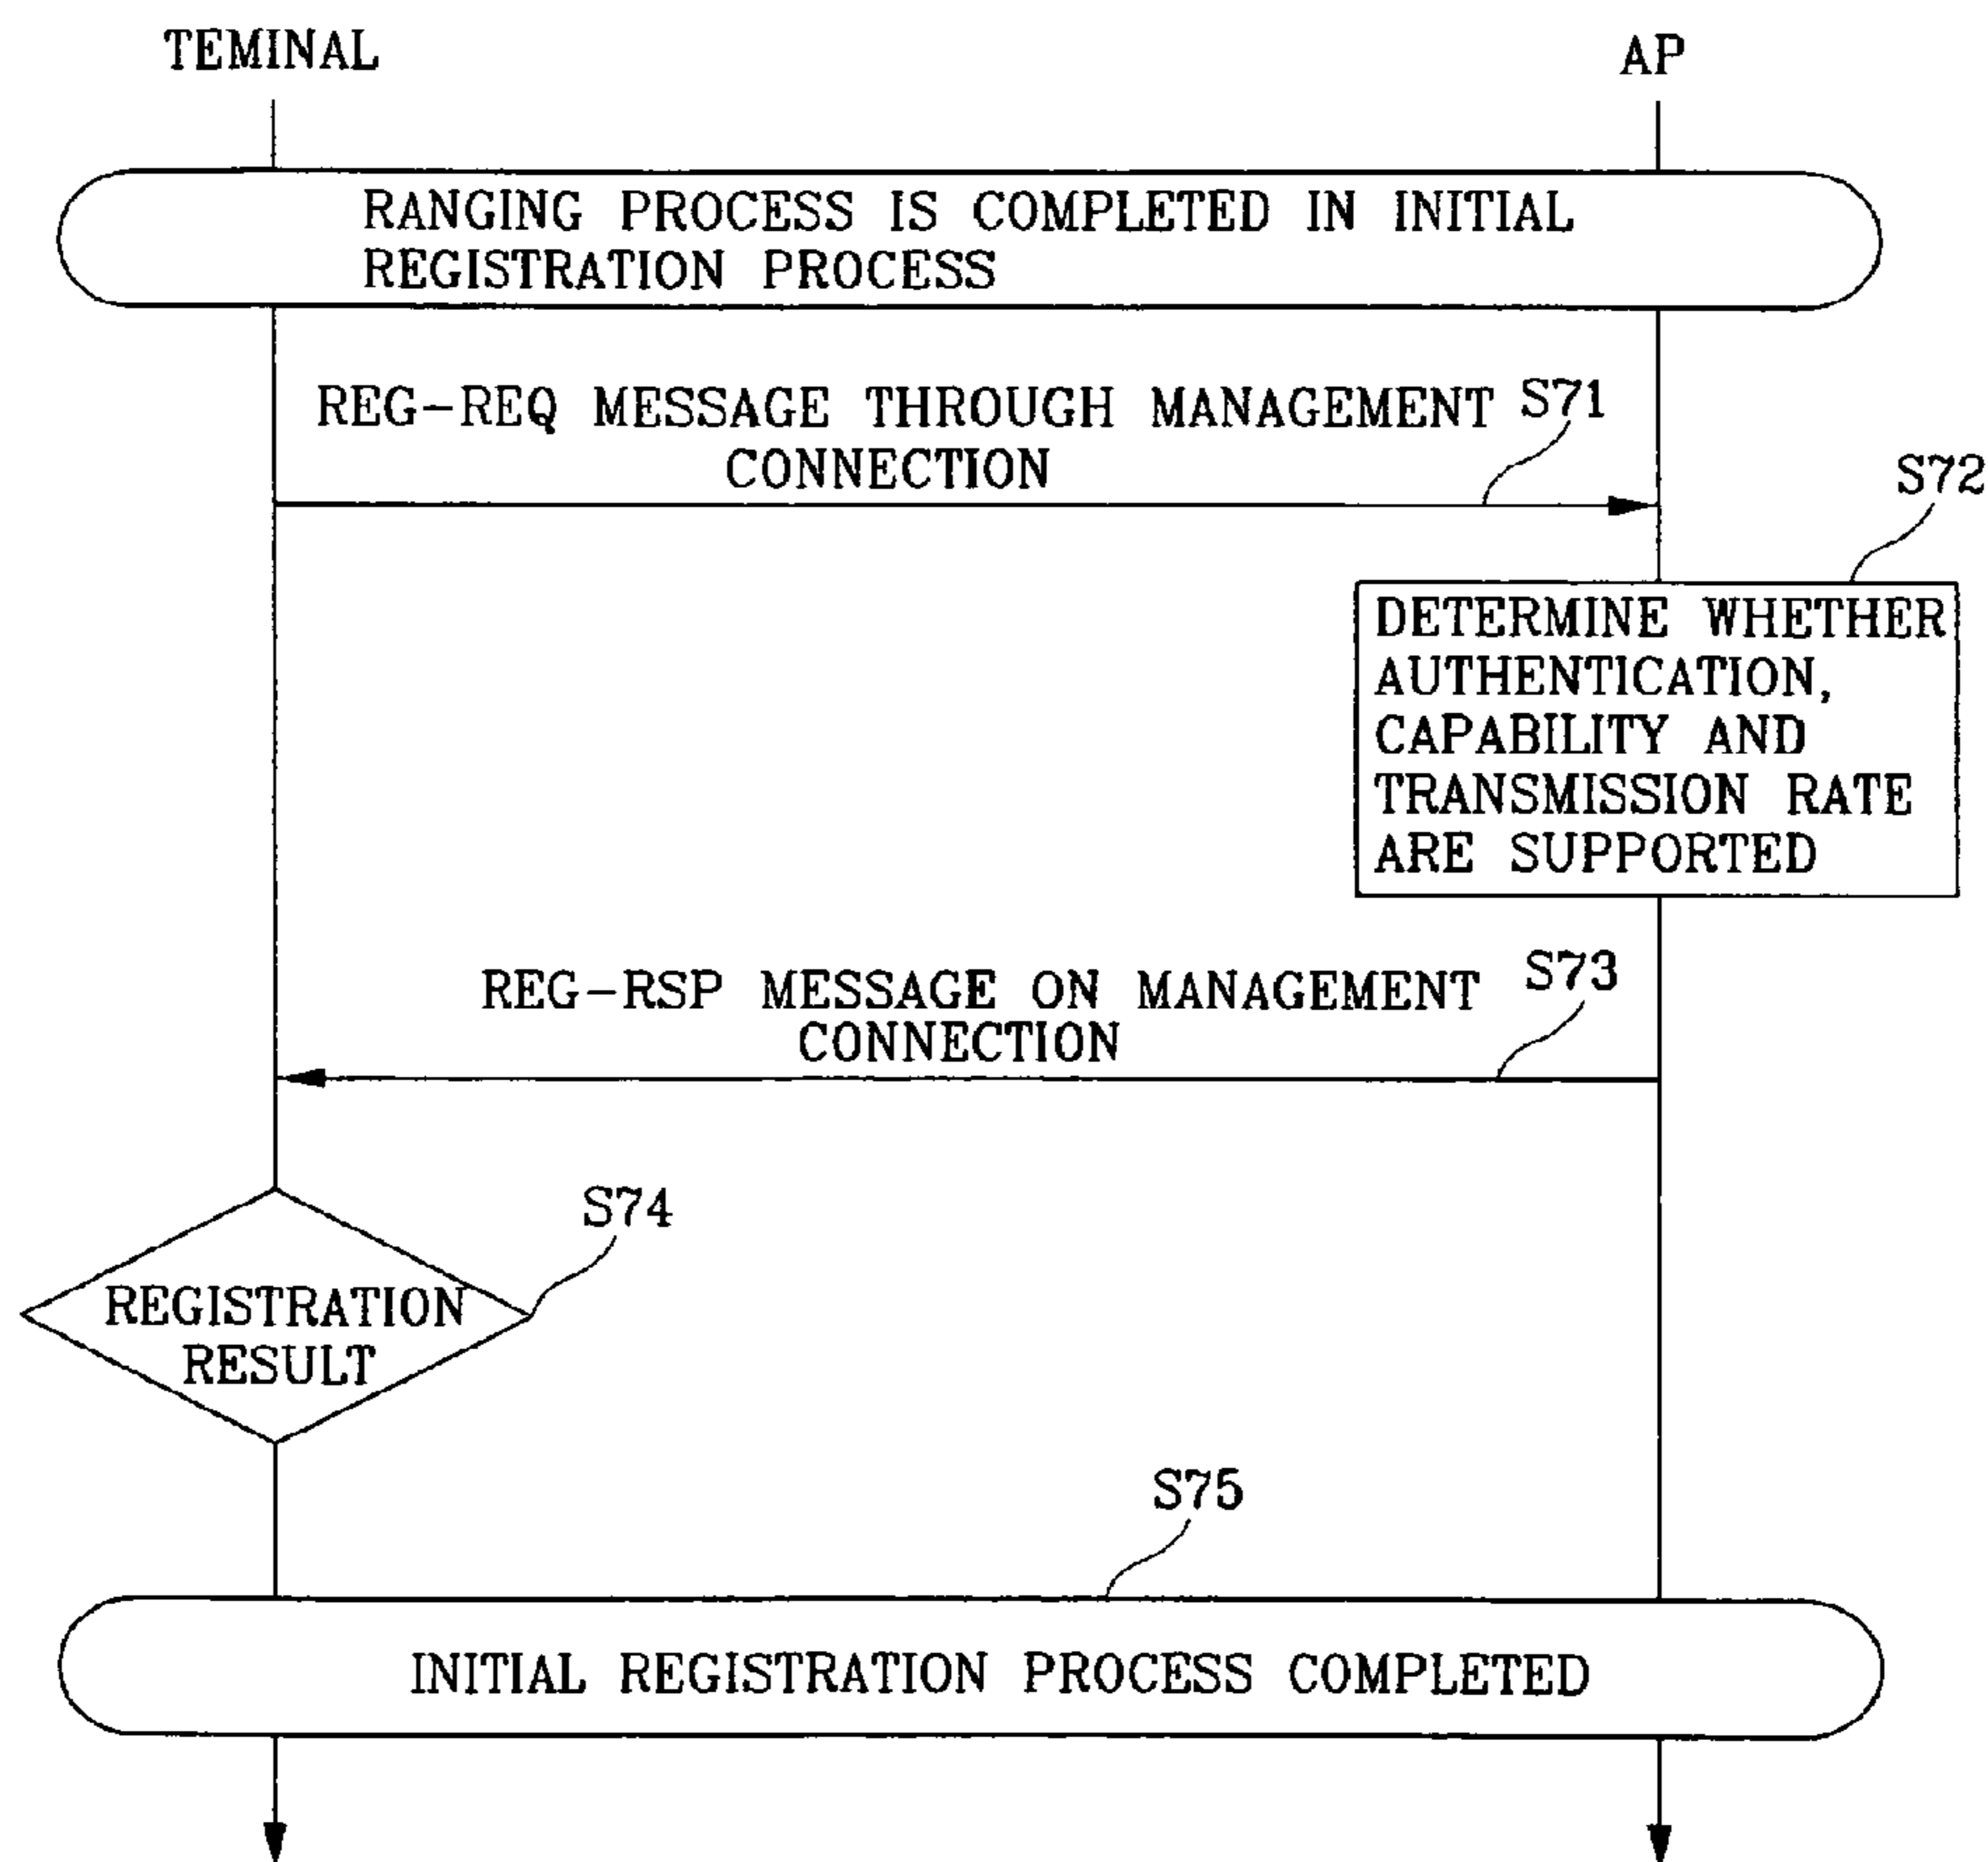 TEMINAL
AP
RANGING PROCESS IS COMPLETED IN INITIAL
REGISTRATION PROCESS
REG-REQ MESSAGE THROUGH MANAGEMENT
CONNECTION
S71
S72
DETERMINE WHETHER
AUTHENTICATION,
CAPABILITY AND
TRANSMISSION RATE
ARE SUPPORTED
REG-RSP MESSAGE ON MANAGEMENT
CONNECTION
S73
S74
REGISTRATION
RESULT
S75
INITIAL REGISTRATION PROCESS COMPLETED